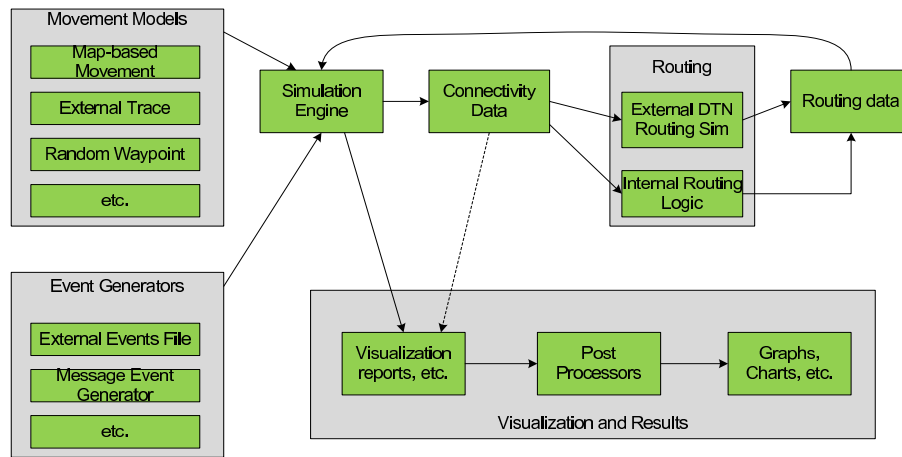 Movement Models
Map-based
Movement
External Trace
Random Waypoint
etc.
Simulation
Engine
Connectivity
Data
Routing
External DTN
Routing Sim
Internal Routing
Logic
Routing data
Event Generators
External Events File
Message Event
Generator
etc.
Visualization
reports, etc.
Post
Processors
Graphs,
Charts, etc.
Visualization and Results